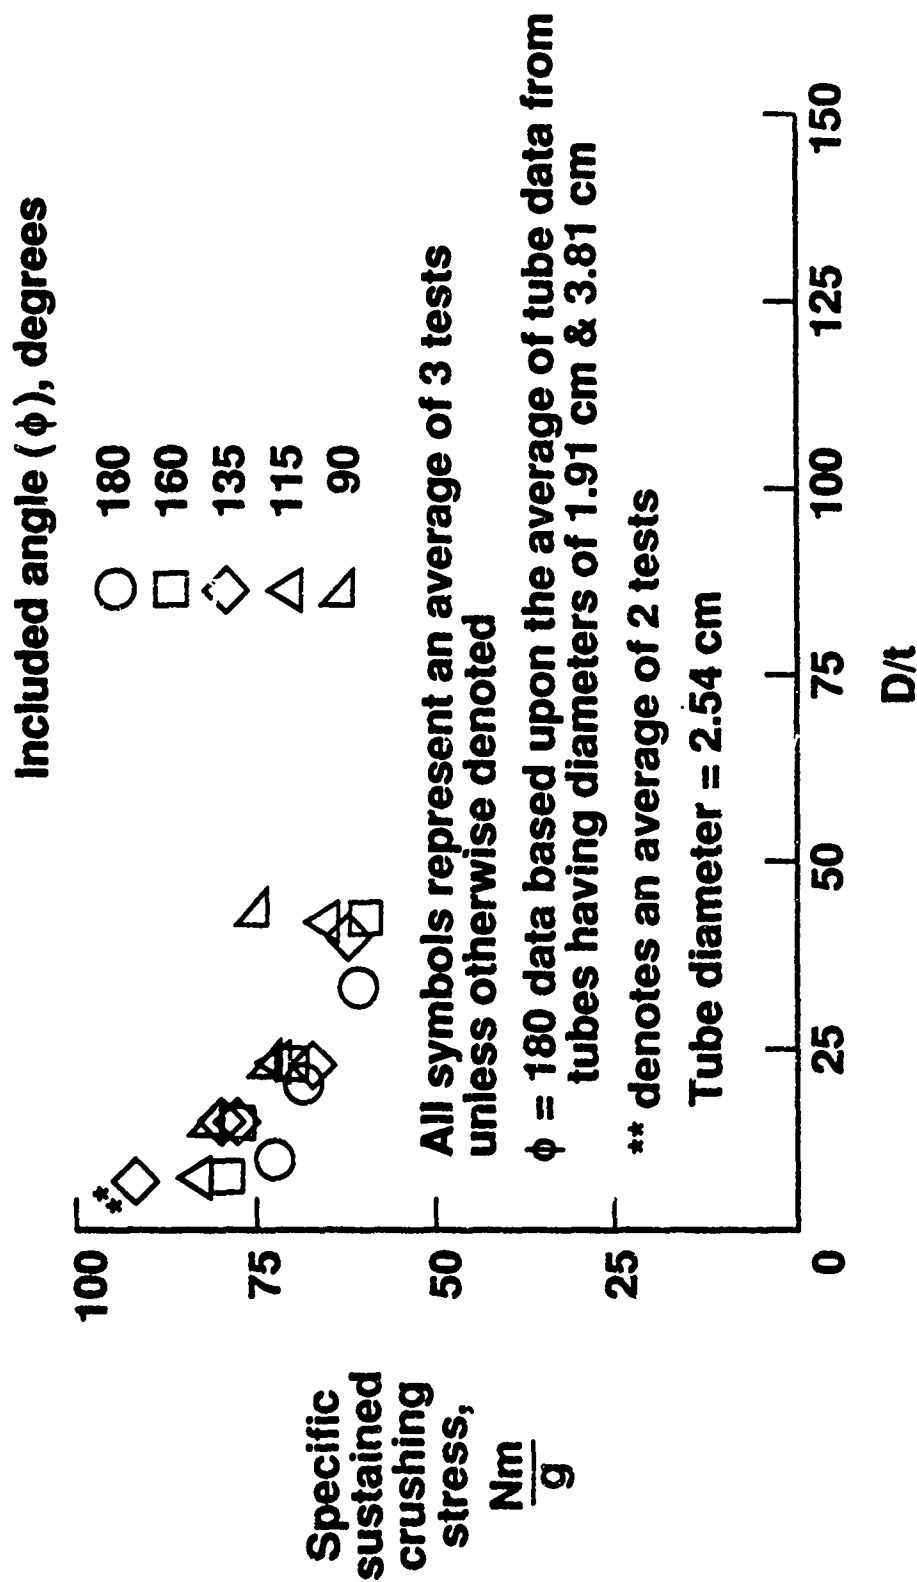 Included angle (ϕ), degrees
180
160
135
115
90
100
75
50
25
0
Specific
sustained
crushing
stress,
Nm
g
**
All symbols represent an average of 3 tests
unless otherwise denoted
ϕ = 180 data based upon the average of tube data from
tubes having diameters of 1.91 cm & 3.81 cm
** denotes an average of 2 tests
Tube diameter = 2.54 cm
25
50
75
100
125
150
D/t